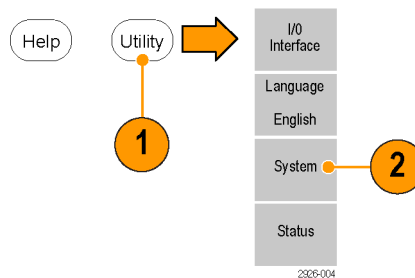 Help
Utility
I/0
Interface
Language
English
System
Status
1
2
2926-004